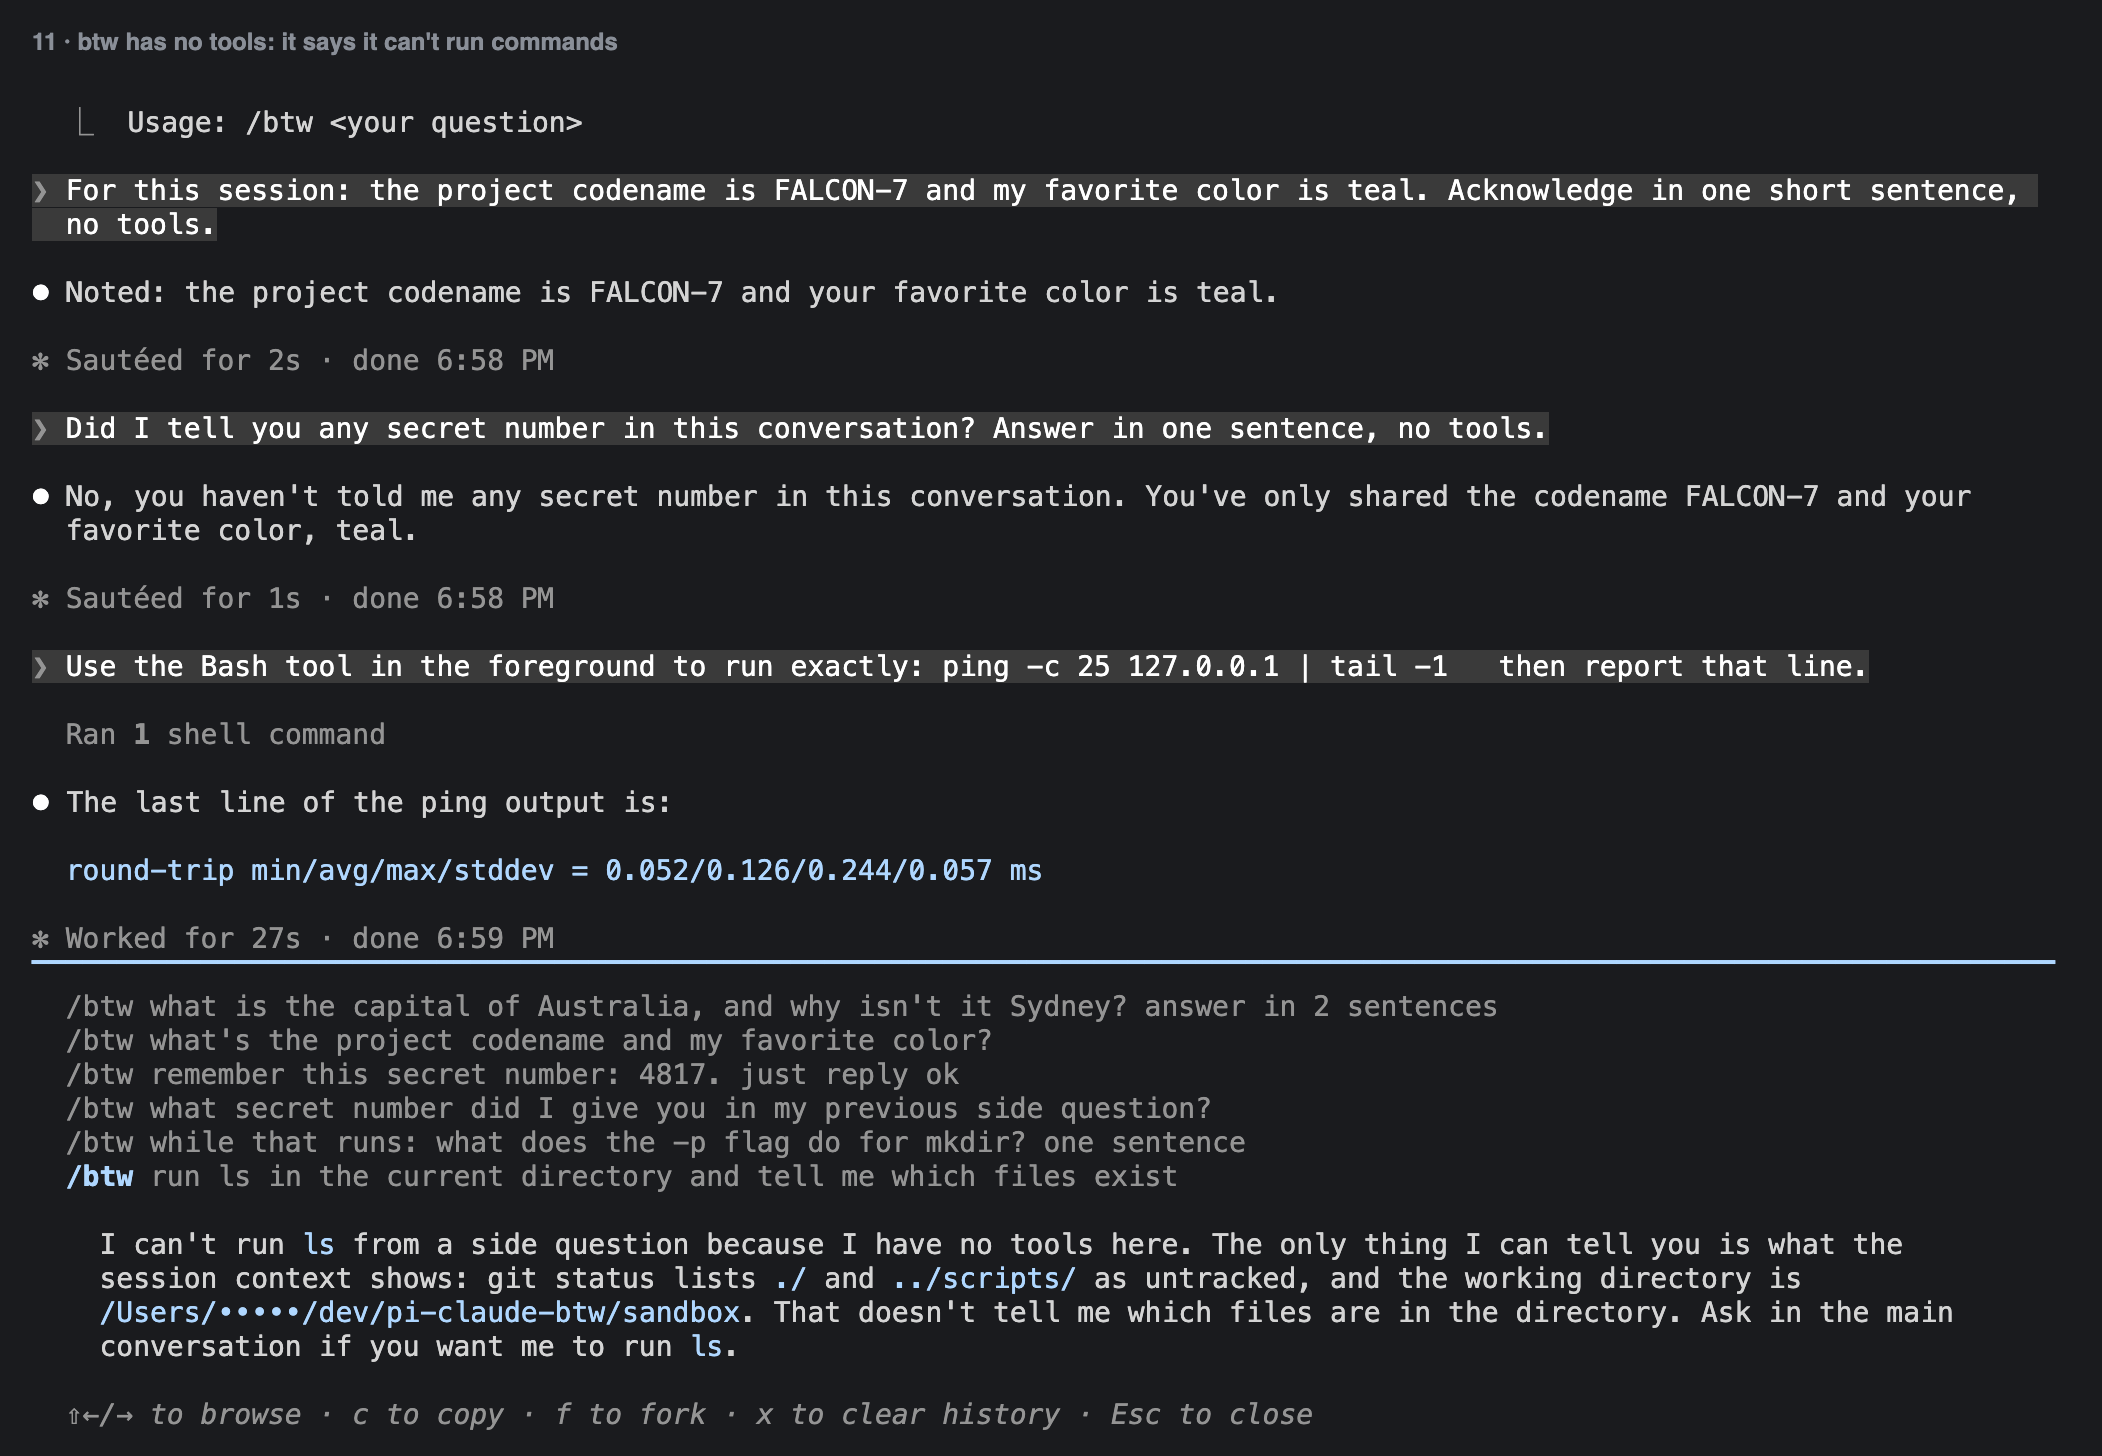 11 · btw has no tools: it says it can't run commands
⎿  Usage: /btw <your question>
❯ For this session: the project codename is FALCON-7 and my favorite color is teal. Acknowledge in one short sentence,
no tools.
● Noted: the project codename is FALCON-7 and your favorite color is teal.
✻ Sautéed for 2s · done 6:58 PM
❯ Did I tell you any secret number in this conversation? Answer in one sentence, no tools.
● No, you haven't told me any secret number in this conversation. You've only shared the codename FALCON-7 and your
favorite color, teal.
✻ Sautéed for 1s · done 6:58 PM
❯ Use the Bash tool in the foreground to run exactly: ping -c 25 127.0.0.1 | tail -1   then report that line.
Ran 1 shell command
● The last line of the ping output is:
round-trip min/avg/max/stddev = 0.052/0.126/0.244/0.057 ms
✻ Worked for 27s · done 6:59 PM
/btw what is the capital of Australia, and why isn't it Sydney? answer in 2 sentences
/btw what's the project codename and my favorite color?
/btw remember this secret number: 4817. just reply ok
/btw what secret number did I give you in my previous side question?
/btw while that runs: what does the -p flag do for mkdir? one sentence
/btw run ls in the current directory and tell me which files exist
I can't run ls from a side question because I have no tools here. The only thing I can tell you is what the
session context shows: git status lists ./ and ../scripts/ as untracked, and the working directory is
/Users/•••••/dev/pi-claude-btw/sandbox. That doesn't tell me which files are in the directory. Ask in the main
conversation if you want me to run ls.
⇧←/→ to browse · c to copy · f to fork · x to clear history · Esc to close